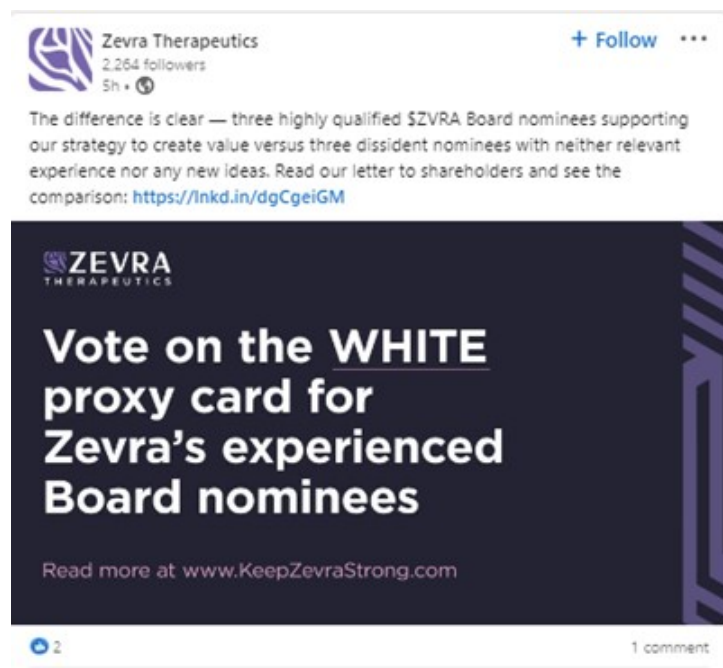 Zevra Therapeutics
+ Follow ...
2,264 followers
5h •
The difference is clear — three highly qualified $ZVRA Board nominees supporting
our strategy to create value versus three dissident nominees with neither relevant
experience nor any new ideas. Read our letter to shareholders and see the
comparison: https://lnkd.in/dgCgeiGM
ZEVRA
THERAPEUTICS
Vote on the WHITE
proxy card for
Zevra’s experienced
Board nominees
Read more at www.KeepZevraStrong.com
2
1 comment